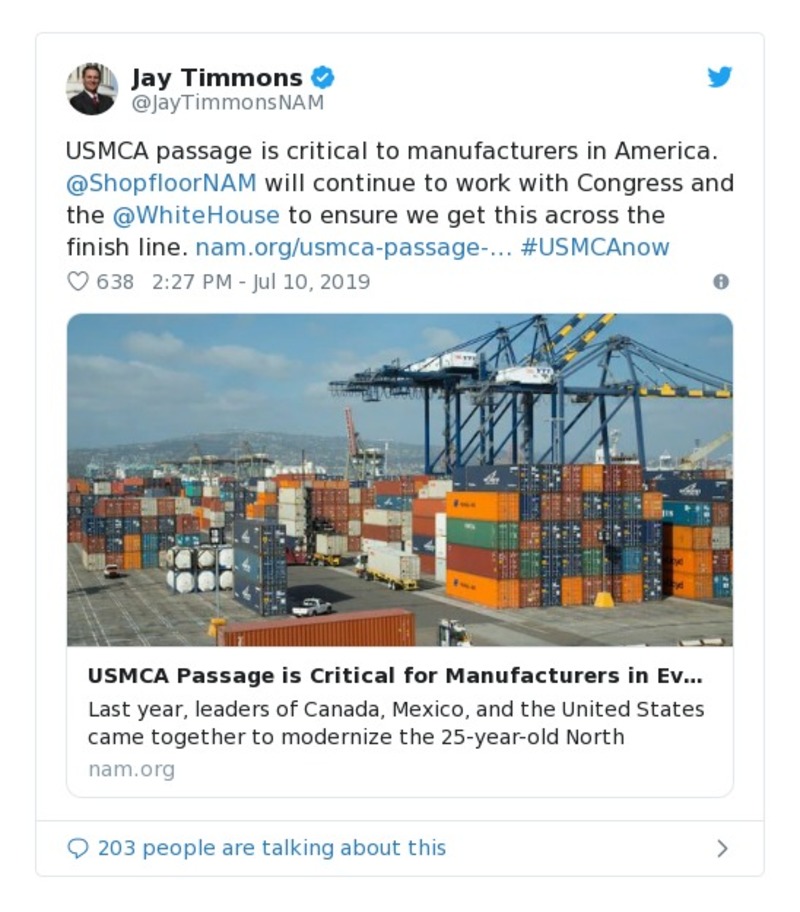 Jay Timmons
@JayTimmonsNAM
USMCA passage is critical to manufacturers in America.
@ShopfloorNAM will continue to work with Congress and
the @WhiteHouse to ensure we get this across the
finish line. nam.org/usmca-passage-… #USMCAnow
638 2:27 PM - Jul 10, 2019
USMCA Passage is Critical for Manufacturers in Ev…
Last year, leaders of Canada, Mexico, and the United States
came together to modernize the 25-year-old North
nam.org
203 people are talking about this